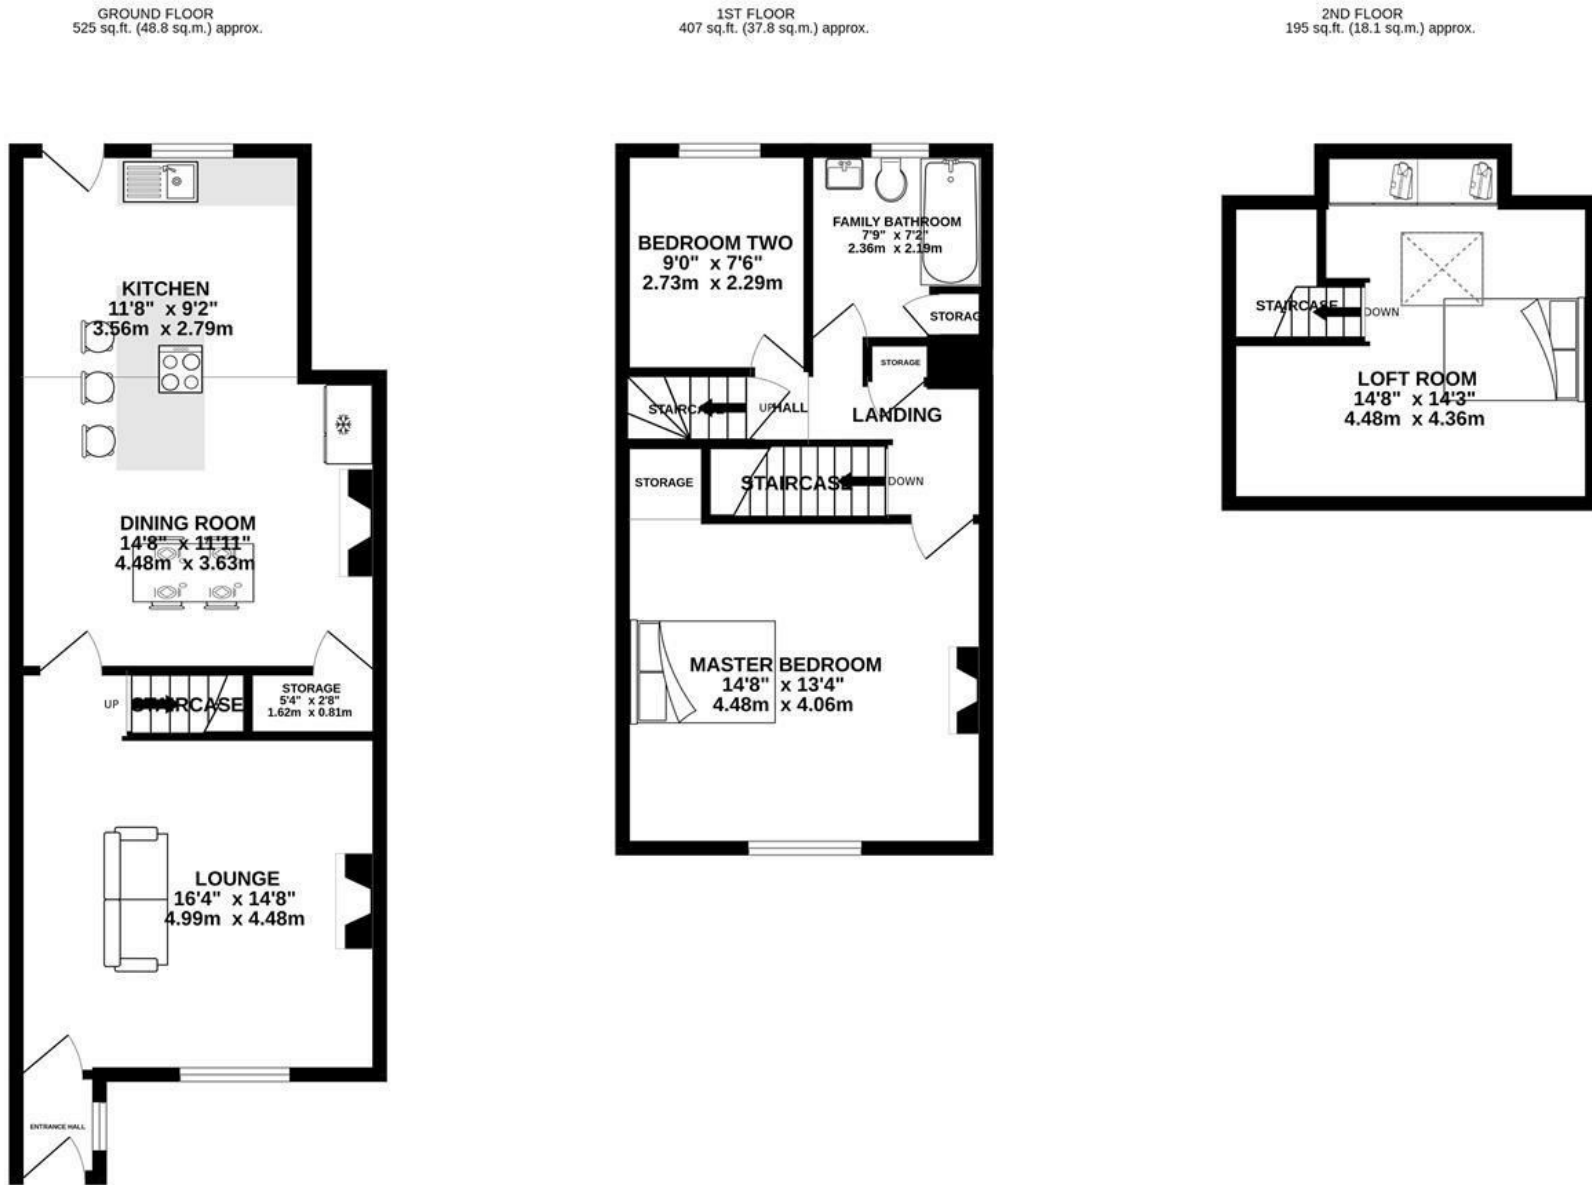 GROUND FLOOR
525 sq.ft. (48.8 sq.m.) approx.
KITCHEN
11'8" x 9'2"
3.56m x 2.79m
DINING ROOM
14'8" x 11'11"
4.48m x 3.63m
UP
STAIRCASE
STORAGE
5'4" x 2'8"
1.62m x 0.81m
LOUNGE
16'4" x 14'8"
4.99m x 4.48m
ENTRANCE HALL
1ST FLOOR
407 sq.ft. (37.8 sq.m.) approx.
BEDROOM TWO
9'0" x 7'6"
2.73m x 2.29m
FAMILY BATHROOM
7'9" x 7'2"
2.36m x 2.19m
STORAG
STORAGE
STAIRCASE
UP
HALL
LANDING
STORAGE
STAIRCASE
DOWN
MASTER BEDROOM
14'8" x 13'4"
4.48m x 4.06m
2ND FLOOR
195 sq.ft. (18.1 sq.m.) approx.
STAIRCASE
DOWN
LOFT ROOM
14'8" x 14'3"
4.48m x 4.36m